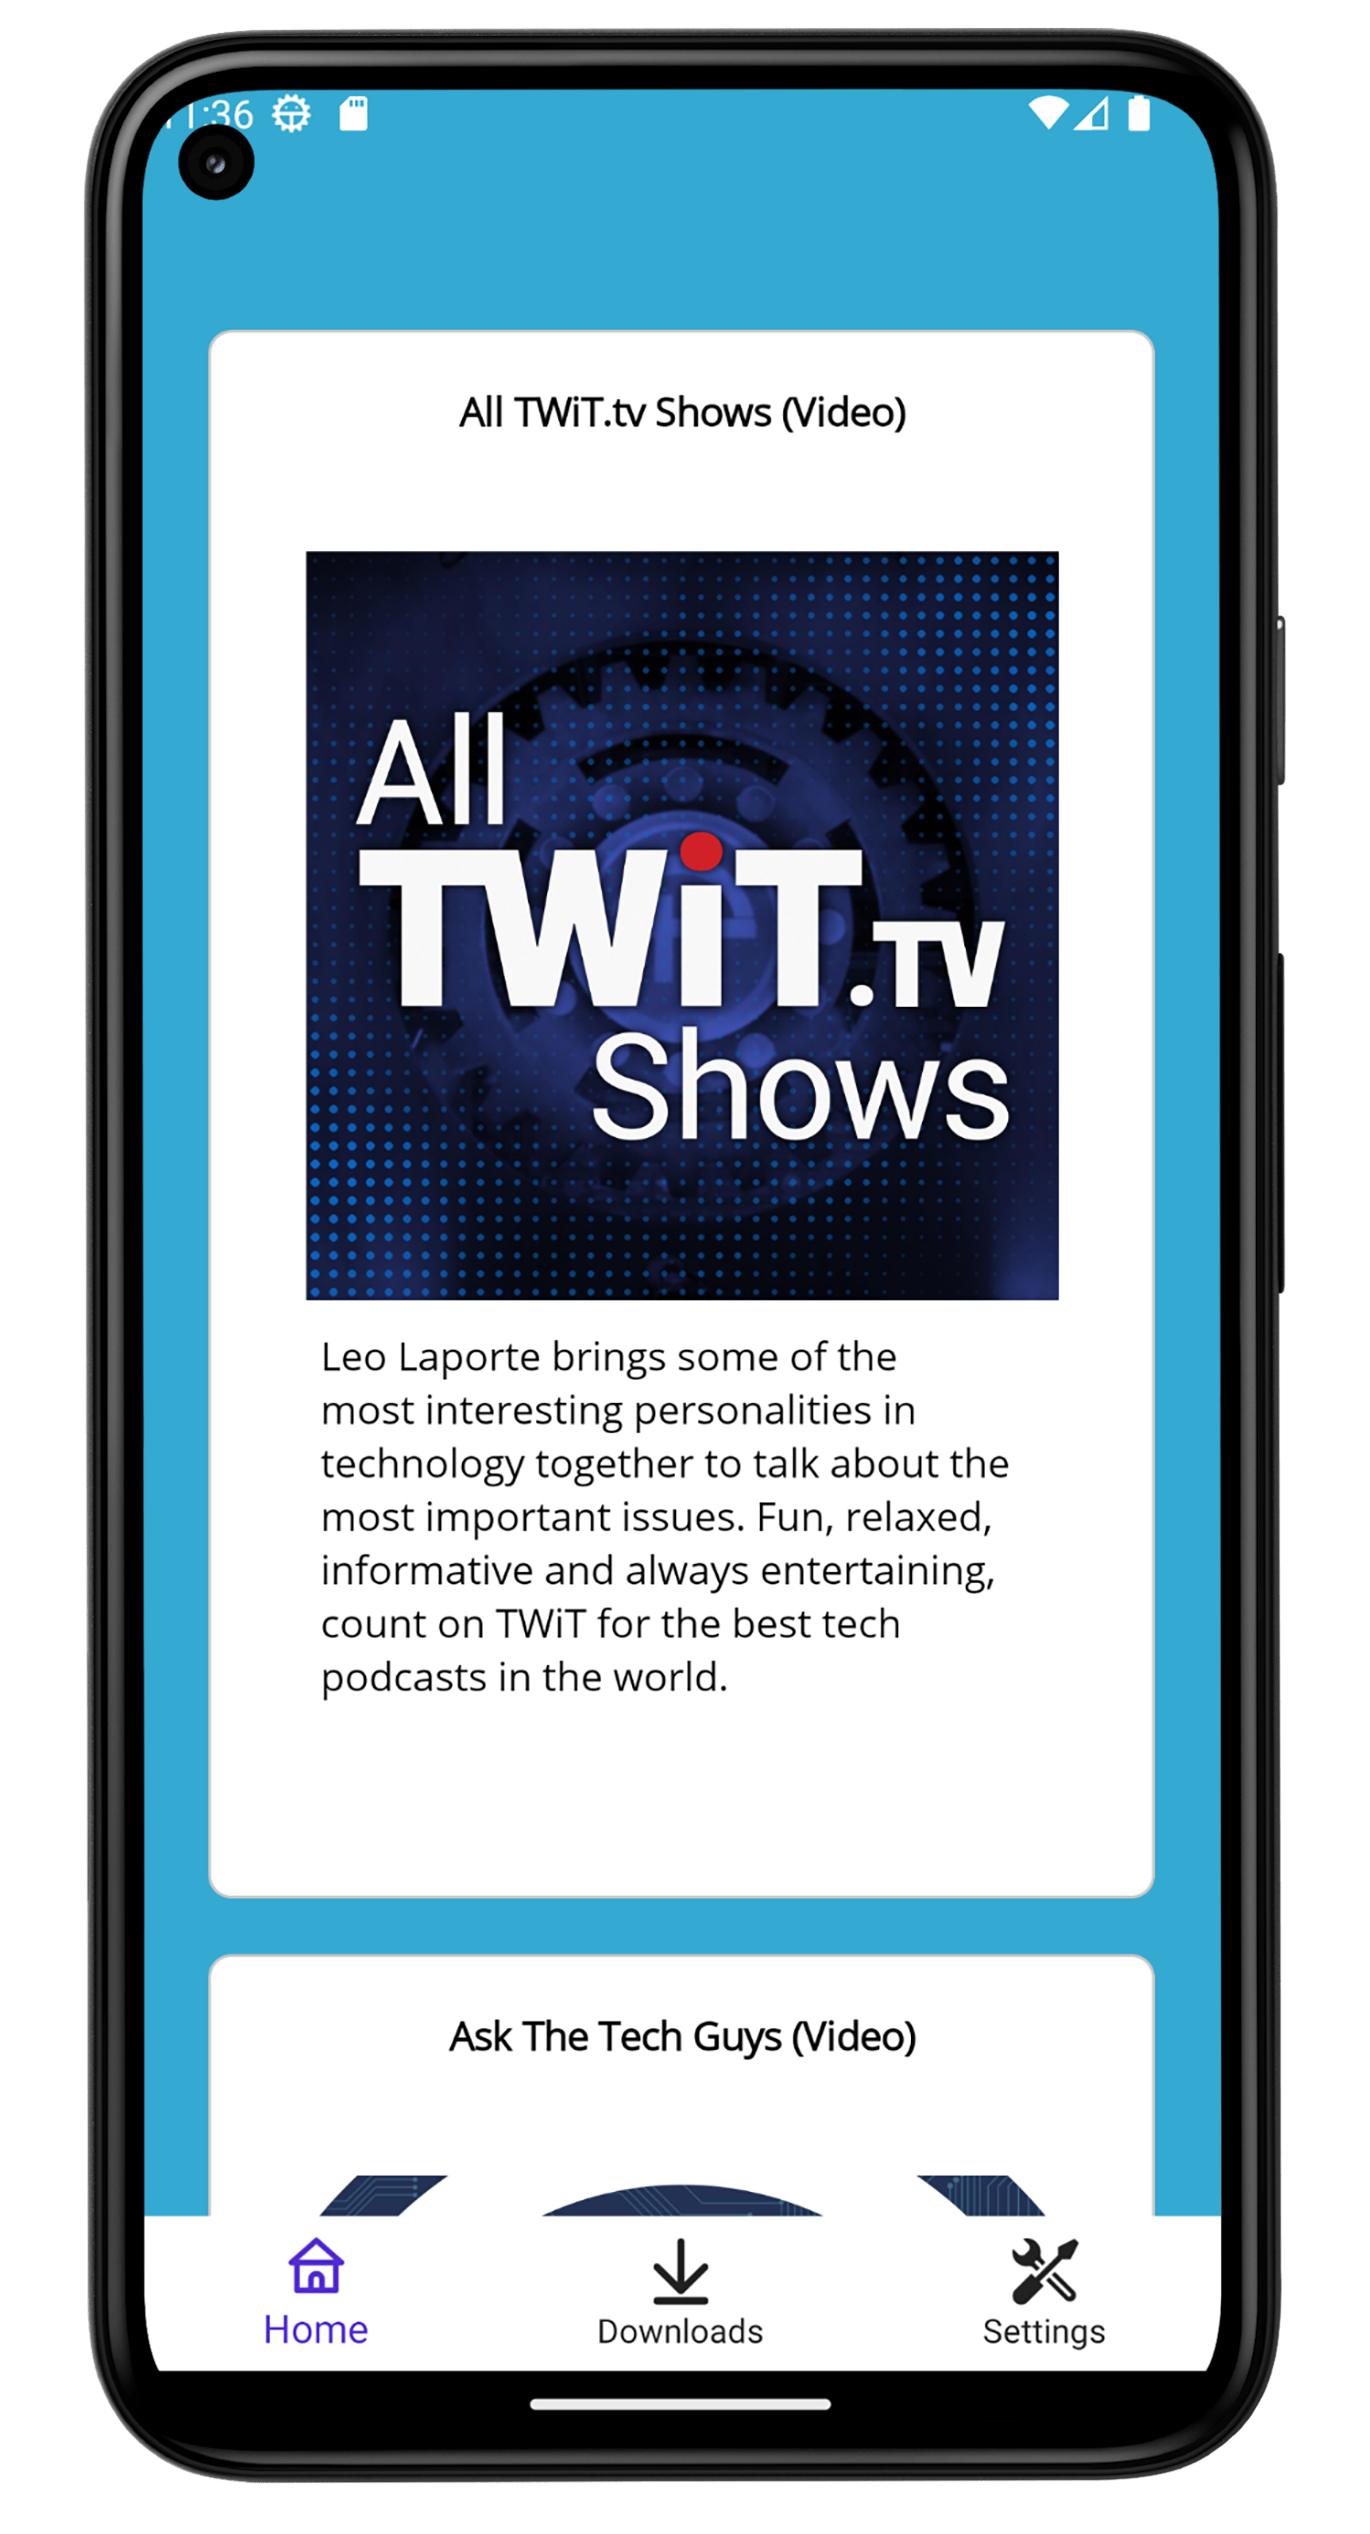 11:36
All TWiT.tv Shows (Video)
All
TWiT.TV
Shows
Leo Laporte brings some of the
most interesting personalities in
technology together to talk about the
most important issues. Fun, relaxed,
informative and always entertaining,
count on TWiT for the best tech
podcasts in the world.
Ask The Tech Guys (Video)
Home
Downloads
Settings